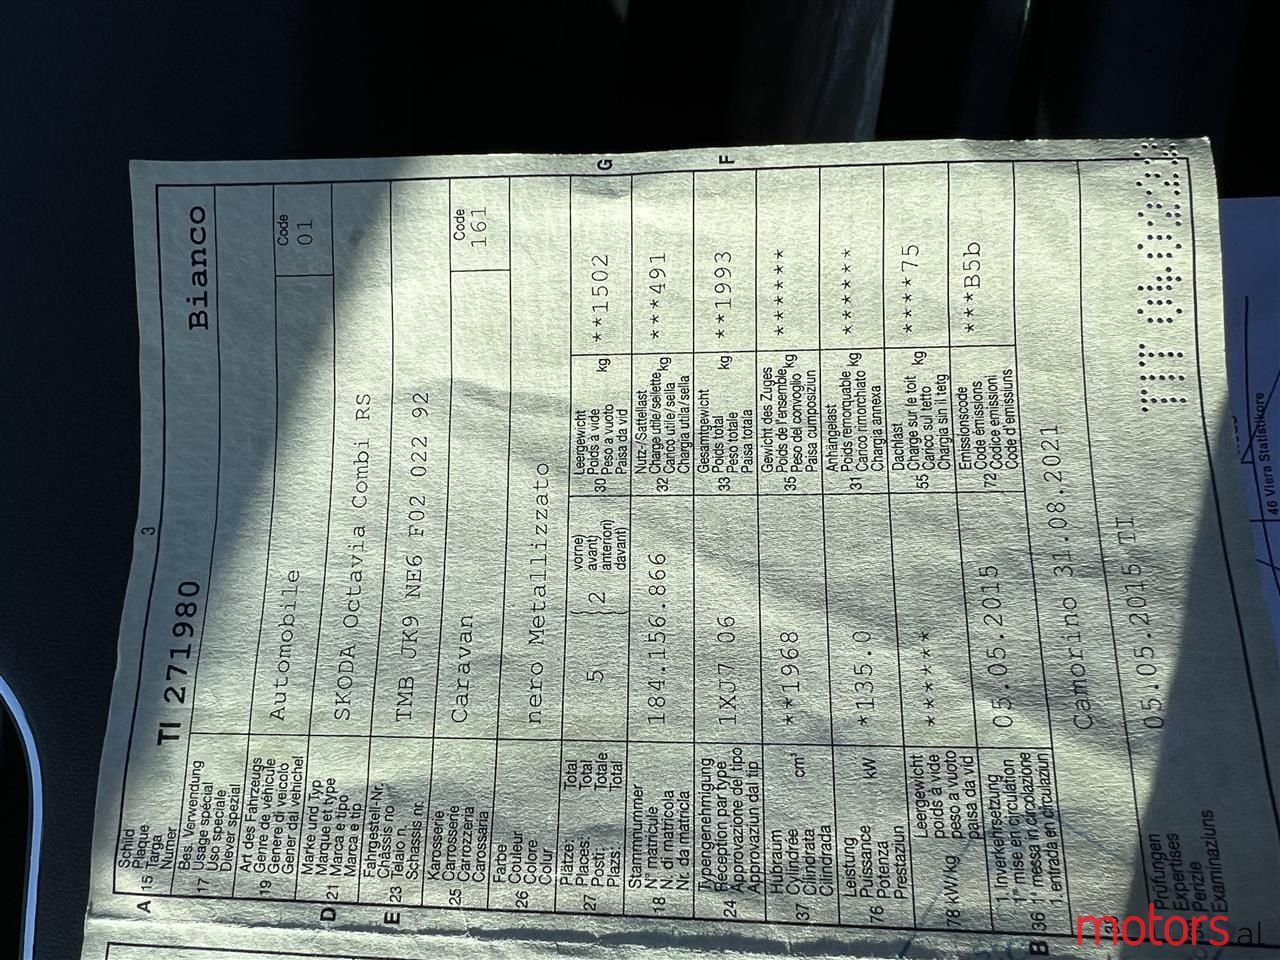 3
A 15 Schild
Plaque
Targa
Numer
TI 271980
Bianco
17 Bes. Verwendung
Usage spécial
Uso speciale
Diever spezial
19 Art des Fahrzeugs
Genre de véhicule
Genere di veicolo
Gener dal vehichel
Automobile
Code
01
D 21 Marke und Typ
Marque et type
Marca e tipo
Marca e tip
SKODA Octavia Combi RS
E 23 Fahrgestell-Nr.
Châssis no
Telaio n.
Schassis nr.
TMB JK9 NE6 F02 022 92
25 Karosserie
Carrosserie
Carrozzeria
Carossaria
Caravan
Code
161
26 Farbe
Couleur
Colore
Colur
nero Metallizzato
27 Plätze: Total
Places: Total
Posti: Totale
Plazs: Total
5
2
vorne)
avant)
anteriori)
davant)
30 Leergewicht
Poids à vide
Peso a vuoto
Paisa da vid
kg
**1502
G
18 Stammnummer
N° matricule
N. di matricola
Nr. da matricla
184.156.866
32 Nutz-/Sattellast
Charge utile/sellette
Carico utile/sella
Chargia utila/sella
kg
***491
24 Typengenehmigung
Réception par type
Approvazione del tipo
Approvaziun dal tip
1XJ7 06
33 Gesamtgewicht
Poids total
Peso totale
Paisa totala
kg
**1993
F
37 Hubraum
Cylindrée
Cilindrata
Cilindrada
cm³
**1968
35 Gewicht des Zuges
Poids de l'ensemble
Peso del convoglio
Paisa cumposiziun
kg
******
76 Leistung
Puissance
Potenza
Prestaziun
kW
*135.0
31 Anhängelast
Poids remorquable
Carico rimorchiato
Chargia annexa
kg
******
78 kW/kg
Leergewicht
poids à vide
peso a vuoto
paisa da vid
******
55 Dachlast
Charge sur le toit
Carico sul tetto
Chargia sin il tetg
kg
****75
B 36 1. Inverkehrsetzung
1re mise en circulation
1a messa in circolazione
1. entrada en circulaziun
05.05.2015
72 Emissionscode
Code émissions
Codice emissioni
Code d'emissiuns
***B5b
Camorino 31.08.2021
Prüfungen
Expertises
Perizie
Examinaziuns
05.05.2015 TI
46 Viera Statistikore
motors.al